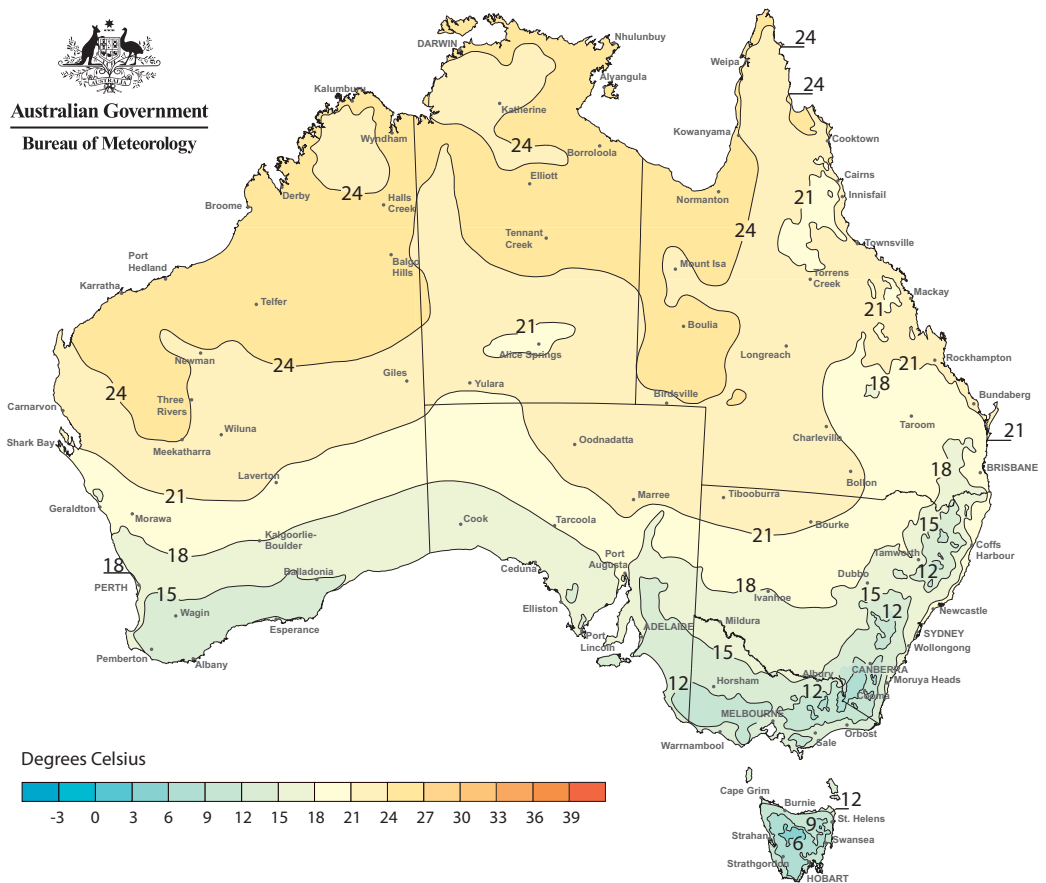 AUSTRALIA
Australian Government
Bureau of Meteorology
DARWIN
Nhulunbuy
24
Weipa
Alyangula
24
Kalumburu
Katherine
Kowanyama
Wyndham
24
Borroloola
Cooktown
Elliott
Cairns
24
Derby
Halls
Creek
Normanton
21
Innisfail
Broome
Tennant
Creek
24
Townsville
Port
Hedland
Balgo
Hills
Mount Isa
Torrens
Creek
Karratha
Telfer
Mackay
21
21
Boulia
Alice Springs
Longreach
Newman
24
21
Rockhampton
Giles
Yulara
18
24
Three
Rivers
Birdsville
Bundaberg
Carnarvon
Taroom
Wiluna
Charleville
21
Shark Bay
Meekatharra
Oodnadatta
18
BRISBANE
Laverton
Bollon
21
Marree
Tibooburra
Geraldton
Morawa
Cook
Tarcoola
Bourke
15
21
Kalgoorlie-
Boulder
Coffs
Harbour
18
Port
Augusta
Tamworth
18
Balladonia
Ceduna
Dubbo
12
PERTH
18
15
Ivanhoe
15
Wagin
Elliston
Newcastle
12
Mildura
Esperance
Port
Lincoln
ADELAIDE
SYDNEY
Wollongong
Pemberton
Albany
15
Albury
CANBERRA
Horsham
Moruya Heads
12
12
Cooma
MELBOURNE
Orbost
Warrnambool
Sale
Degrees Celsius
-3 0 3 6 9 12 15 18 21 24 27 30 33 36 39
Cape Grim
Burnie
12
St. Helens
9
Strahan
6
Swansea
Strathgordon
HOBART